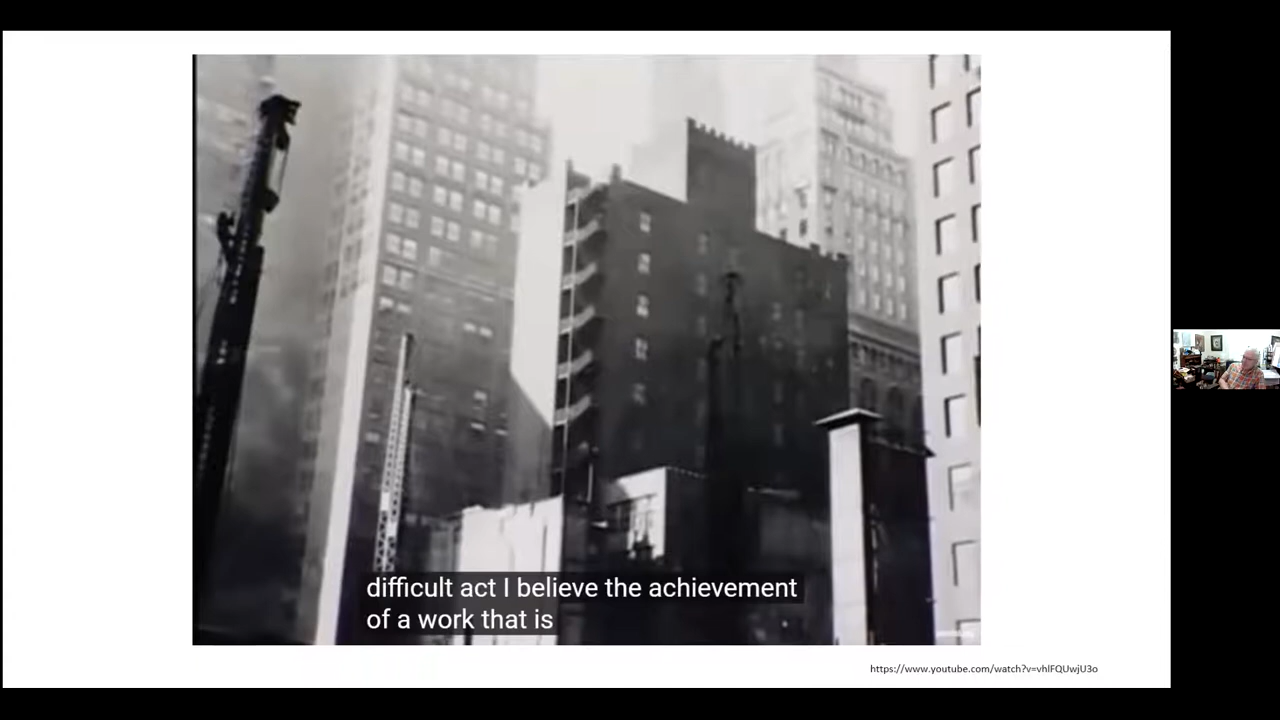 difficult act I believe the achievement
of a work that is
https://www.youtube.com/watch?v=vhlFQUwjU3o